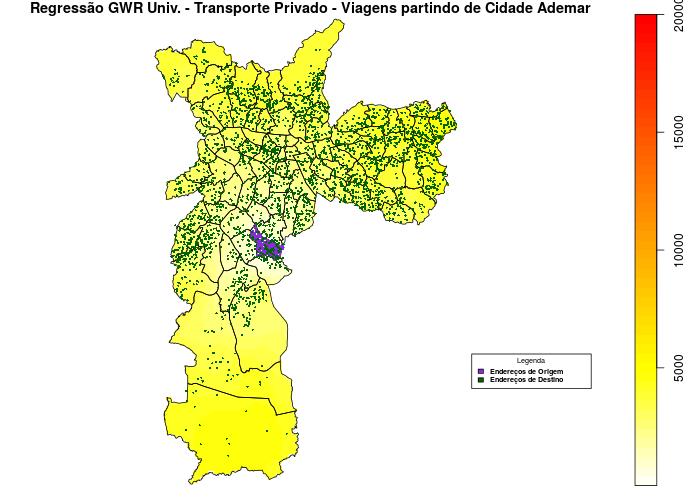 Regressão GWR Univ. - Transporte Privado - Viagens partindo de Cidade Ademar
20000
15000
10000
5000
Legenda
Endereços de Origem
Endereços de Destino